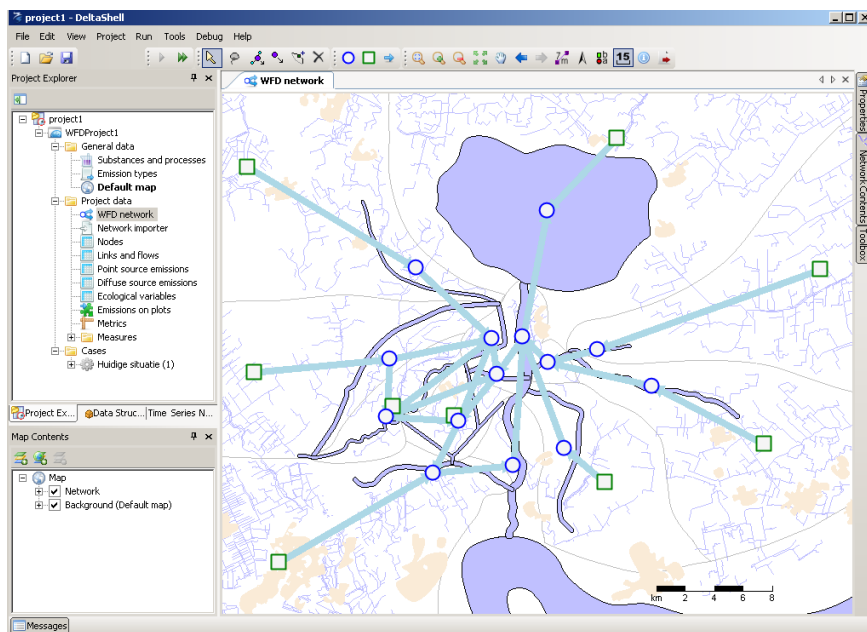 project1 - DeltaShell
File Edit View Project Run Tools Debug Help
15
Project Explorer
WFD network
project1
WFDProject1
General data
Substances and processes
Emission types
Default map
Project data
WFD network
Network importer
Nodes
Links and flows
Point source emissions
Diffuse source emissions
Ecological variables
Emissions on plots
Metrics
Measures
Cases
Huidige situatie (1)
Project Ex... Data Struc... Time Series N...
Map Contents
Map
Network
Background (Default map)
Properties
Network Contents
Toolbox
km 2 4 6 8
Messages